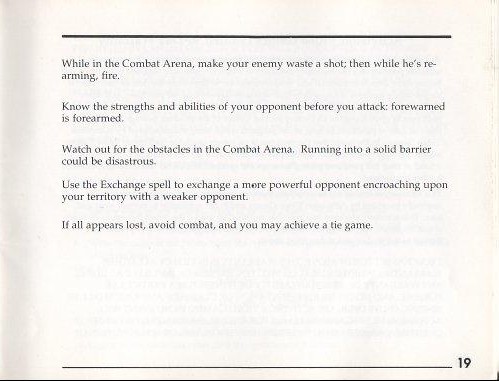 While in the Combat Arena, make your enemy waste a shot; then while he's re-
arming, fire.
Know the strengths and abilities of your opponent before you attack: forewarned
is forearmed.
Watch out for the obstacles in the Combat Arena. Running into a solid barrier
could be disastrous.
Use the Exchange spell to exchange a more powerful opponent encroaching upon
your territory with a weaker opponent.
If all appears lost, avoid combat, and you may achieve a tie game.
19